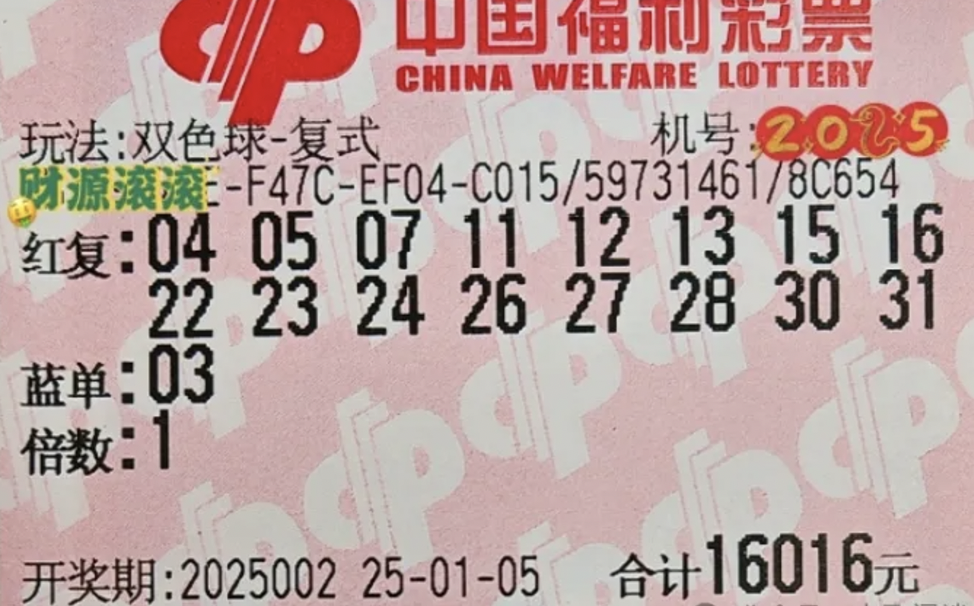 中国福利彩票
CHINA WELFARE LOTTERY
玩法:双色球-复式 机号:2025
财源滚滚E-F47C-EF04-C015/59731461/8C654
红复:04 05 07 11 12 13 15 16
22 23 24 26 27 28 30 31
蓝单:03
倍数:1
开奖期:2025002 25-01-05 合计16016元